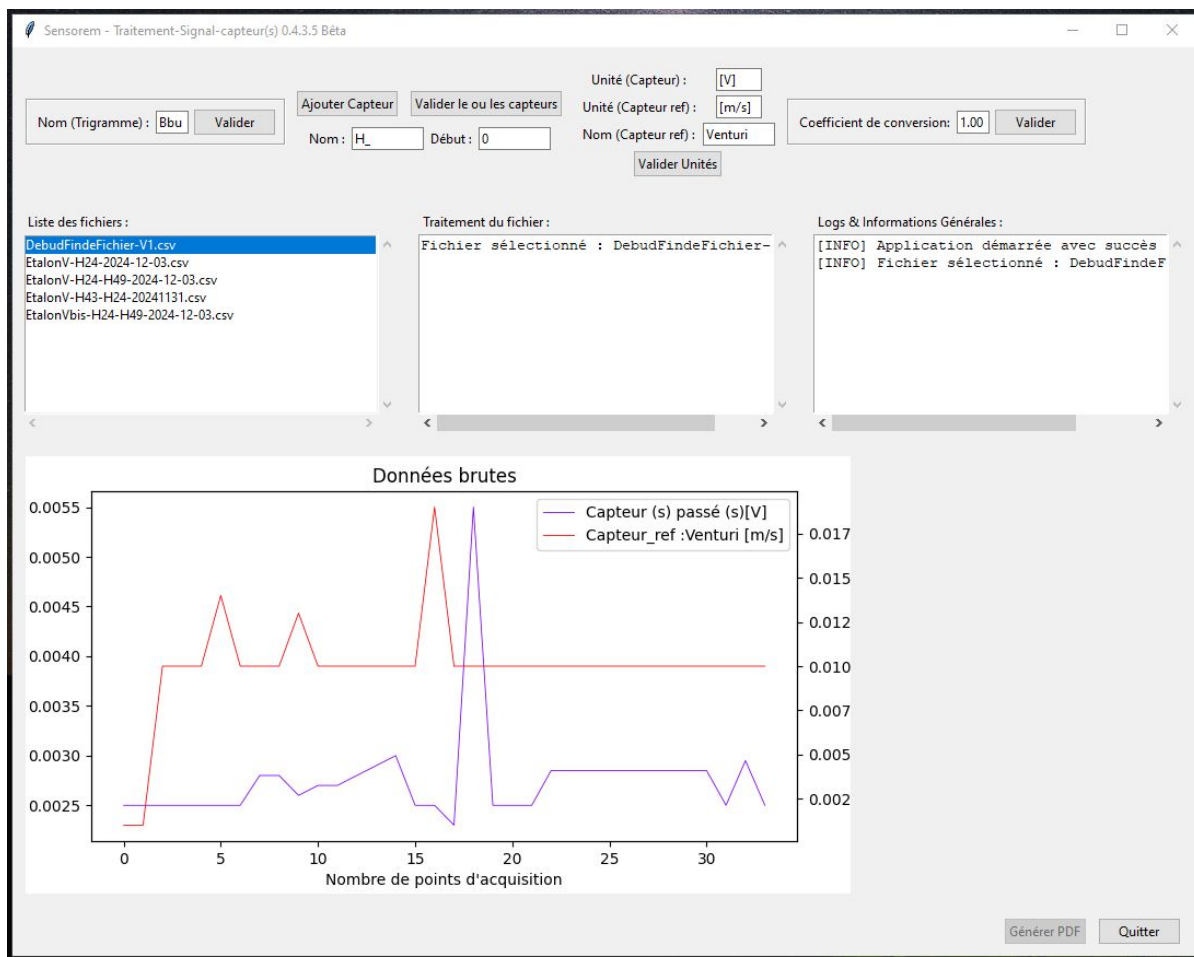 Sensorem - Traitement-Signal-capteur(s) 0.4.3.5 Bêta
Nom (Trigramme) : Bbu Valider
Ajouter Capteur Valider le ou les capteurs
Nom : H_ Début : 0
Unité (Capteur) : [V]
Unité (Capteur ref) : [m/s]
Nom (Capteur ref) : Venturi
Valider Unités
Coefficient de conversion: 1.00 Valider
Liste des fichiers :
DebudFindeFichier-V1.csv
EtalonV-H24-2024-12-03.csv
EtalonV-H24-H49-2024-12-03.csv
EtalonV-H43-H24-20241131.csv
EtalonVbis-H24-H49-2024-12-03.csv
Traitement du fichier :
Fichier sélectionné : DebudFindeFichier-
Logs & Informations Générales :
[INFO] Application démarrée avec succès
[INFO] Fichier sélectionné : DebudFindeF
Données brutes
Capteur (s) passé (s)[V]
Capteur_ref :Venturi [m/s]
0.0055
0.0050
0.0045
0.0040
0.0035
0.0030
0.0025
0.017
0.015
0.012
0.010
0.007
0.005
0.002
0 5 10 15 20 25 30
Nombre de points d'acquisition
Générer PDF Quitter